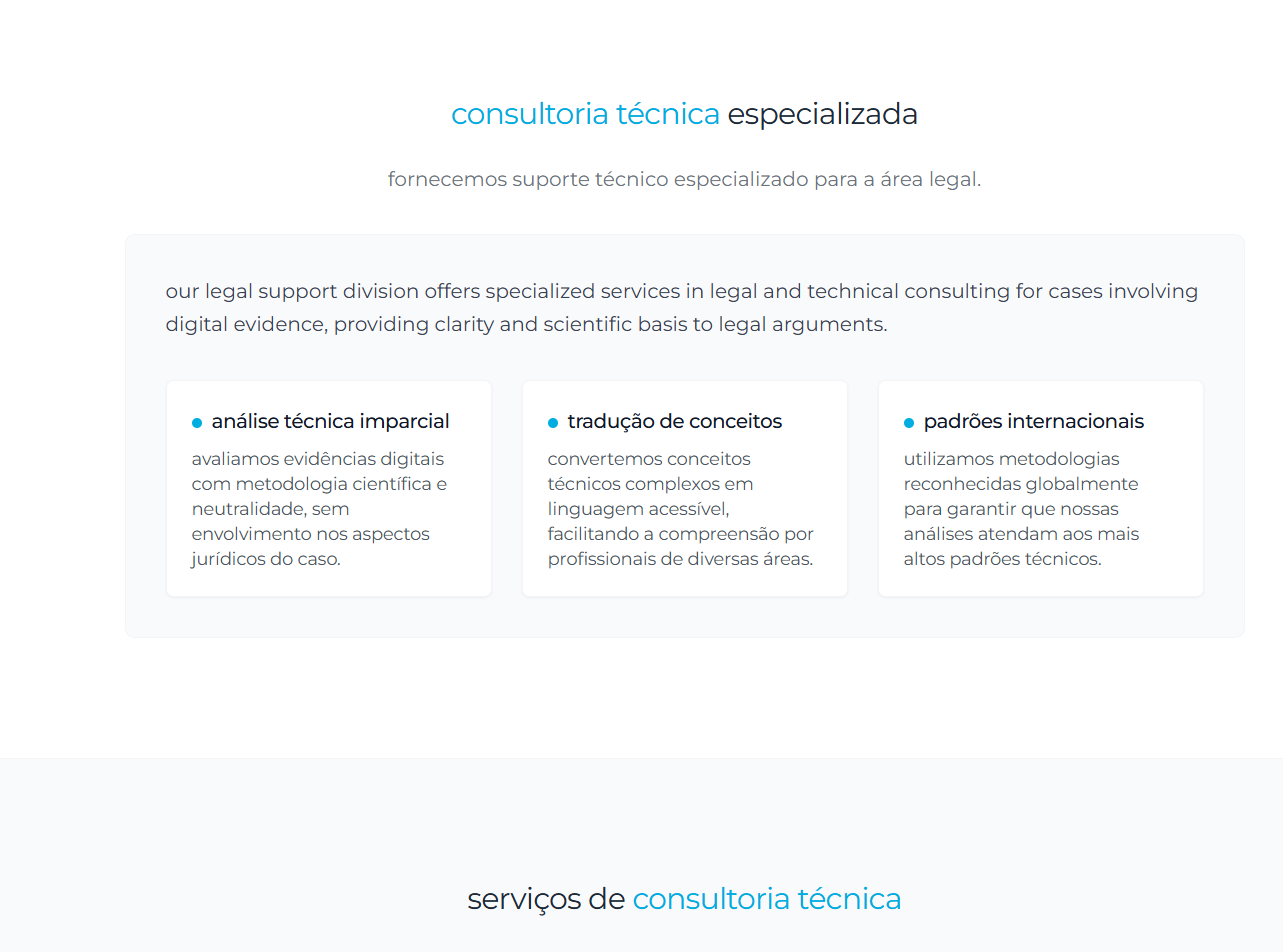 consultoria técnica especializada
fornecemos suporte técnico especializado para a área legal.
our legal support division offers specialized services in legal and technical consulting for cases involving
digital evidence, providing clarity and scientific basis to legal arguments.
análise técnica imparcial
avaliamos evidências digitais
com metodologia científica e
neutralidade, sem
envolvimento nos aspectos
jurídicos do caso.
tradução de conceitos
convertemos conceitos
técnicos complexos em
linguagem acessível,
facilitando a compreensão por
profissionais de diversas áreas.
padrões internacionais
utilizamos metodologias
reconhecidas globalmente
para garantir que nossas
análises atendam aos mais
altos padrões técnicos.
serviços de consultoria técnica